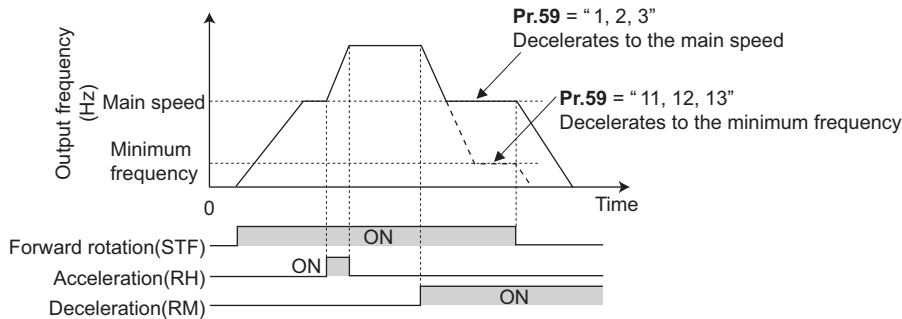 Output frequency
(Hz)
Pr.59 = “ 1, 2, 3”
Decelerates to the main speed
Main speed
Pr.59 = “ 11, 12, 13”
Decelerates to the minimum frequency
Minimum
frequency
0
Time
Forward rotation(STF)
ON
Acceleration(RH)
ON
Deceleration(RM)
ON